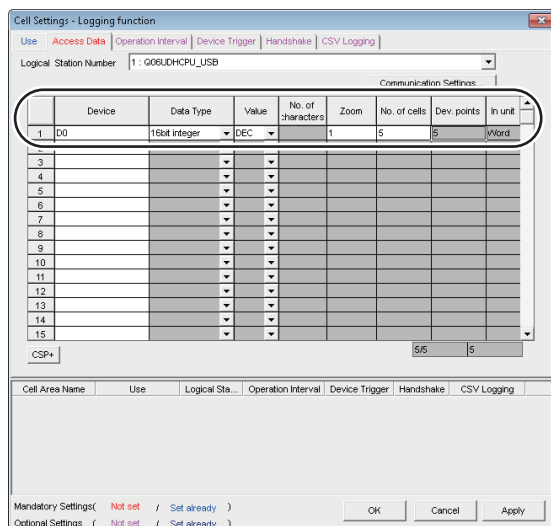 Cell Settings - Logging function
Use Access Data Operation Interval Device Trigger Handshake CSV Logging
Logical Station Number 1 : Q06UDHCPU_USB
Communication Settings...
Device Data Type Value No. of characters Zoom No. of cells Dev. points In unit
1 D0 16bit integer DEC 1 5 5 Word
2
3
4
5
6
7
8
9
10
11
12
13
14
15
CSP+ 5/5 5
Cell Area Name Use Logical Sta... Operation Interval Device Trigger Handshake CSV Logging
Mandatory Settings( Not set / Set already )
OK Cancel Apply
Optional Settings ( Not set / Set already )